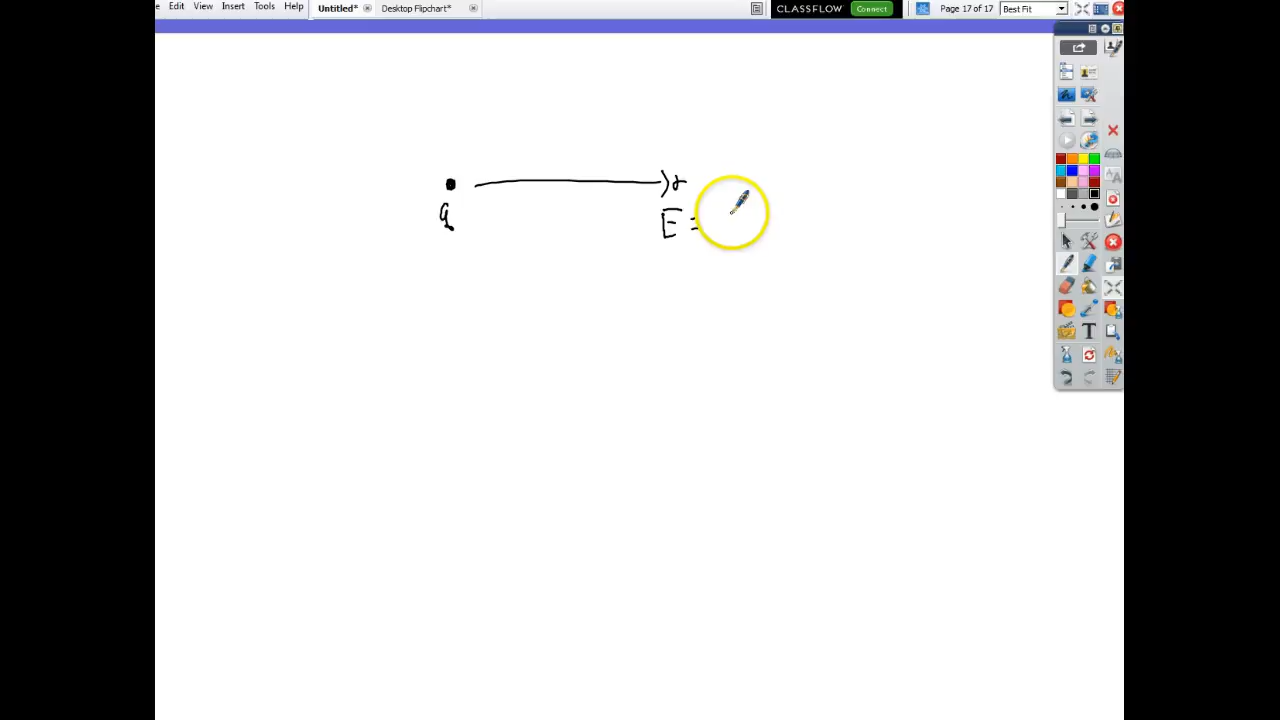 Edit View Insert Tools Help Untitled* Desktop Flipchart* CLASSFLOW Connect Page 17 of 17 Best Fit
q
E =